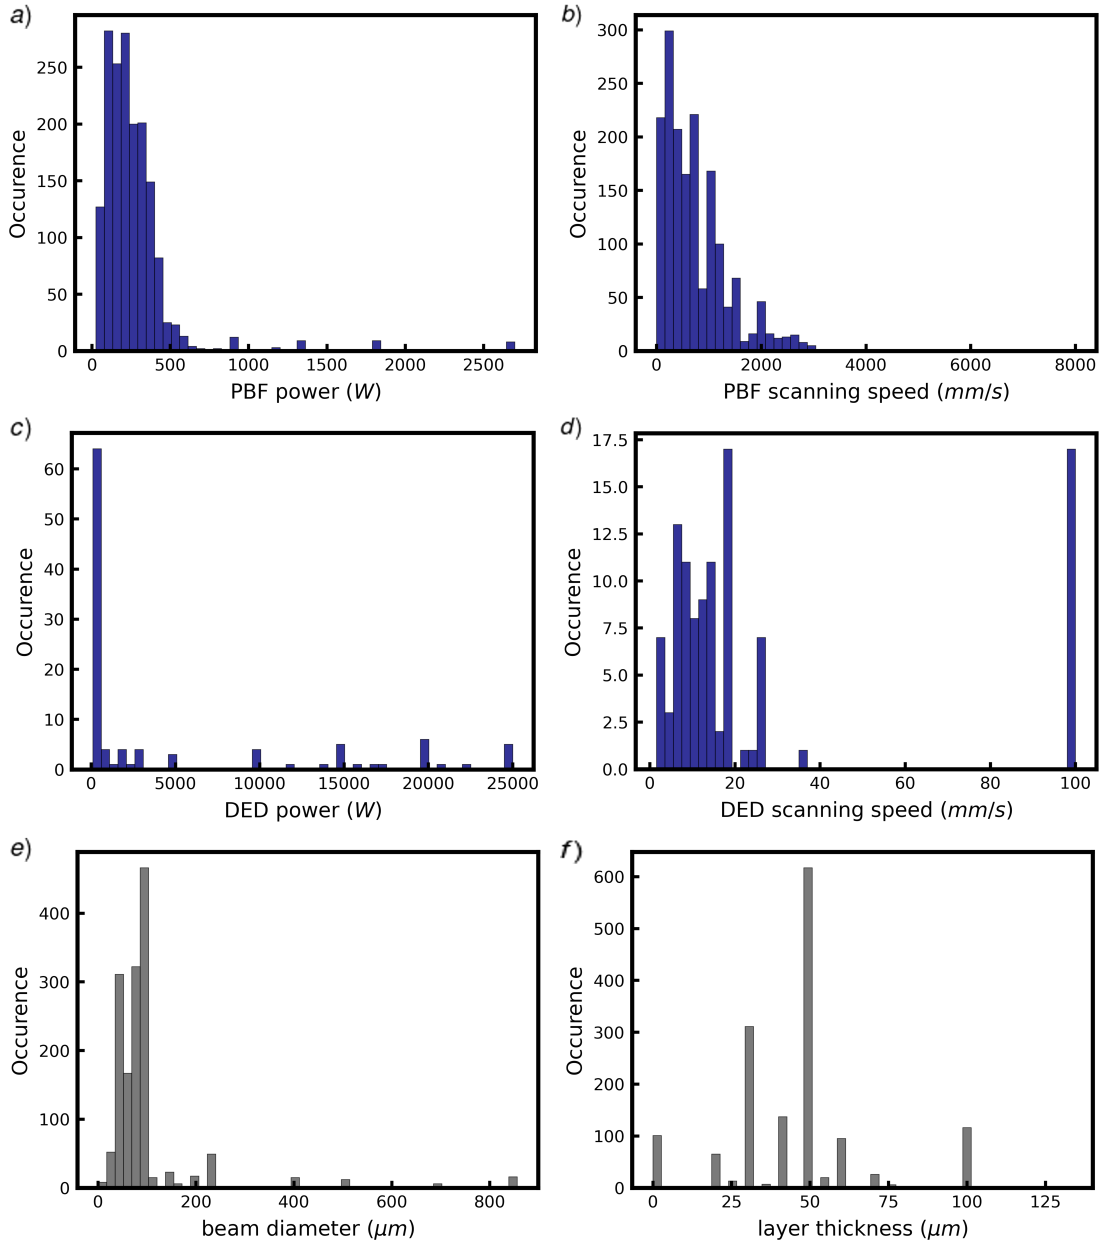 a)
250
200
150
100
50
0
Occurence
0 500 1000 1500 2000 2500
PBF power (W)
b)
300
250
200
150
100
50
0
Occurence
0 2000 4000 6000 8000
PBF scanning speed (mm/s)
c)
60
50
40
30
20
10
0
Occurence
0 5000 10000 15000 20000 25000
DED power (W)
d)
17.5
15.0
12.5
10.0
7.5
5.0
2.5
0.0
Occurence
0 20 40 60 80 100
DED scanning speed (mm/s)
e)
400
300
200
100
0
Occurence
0 200 400 600 800
beam diameter (μm)
f)
600
500
400
300
200
100
0
Occurence
0 25 50 75 100 125
layer thickness (μm)